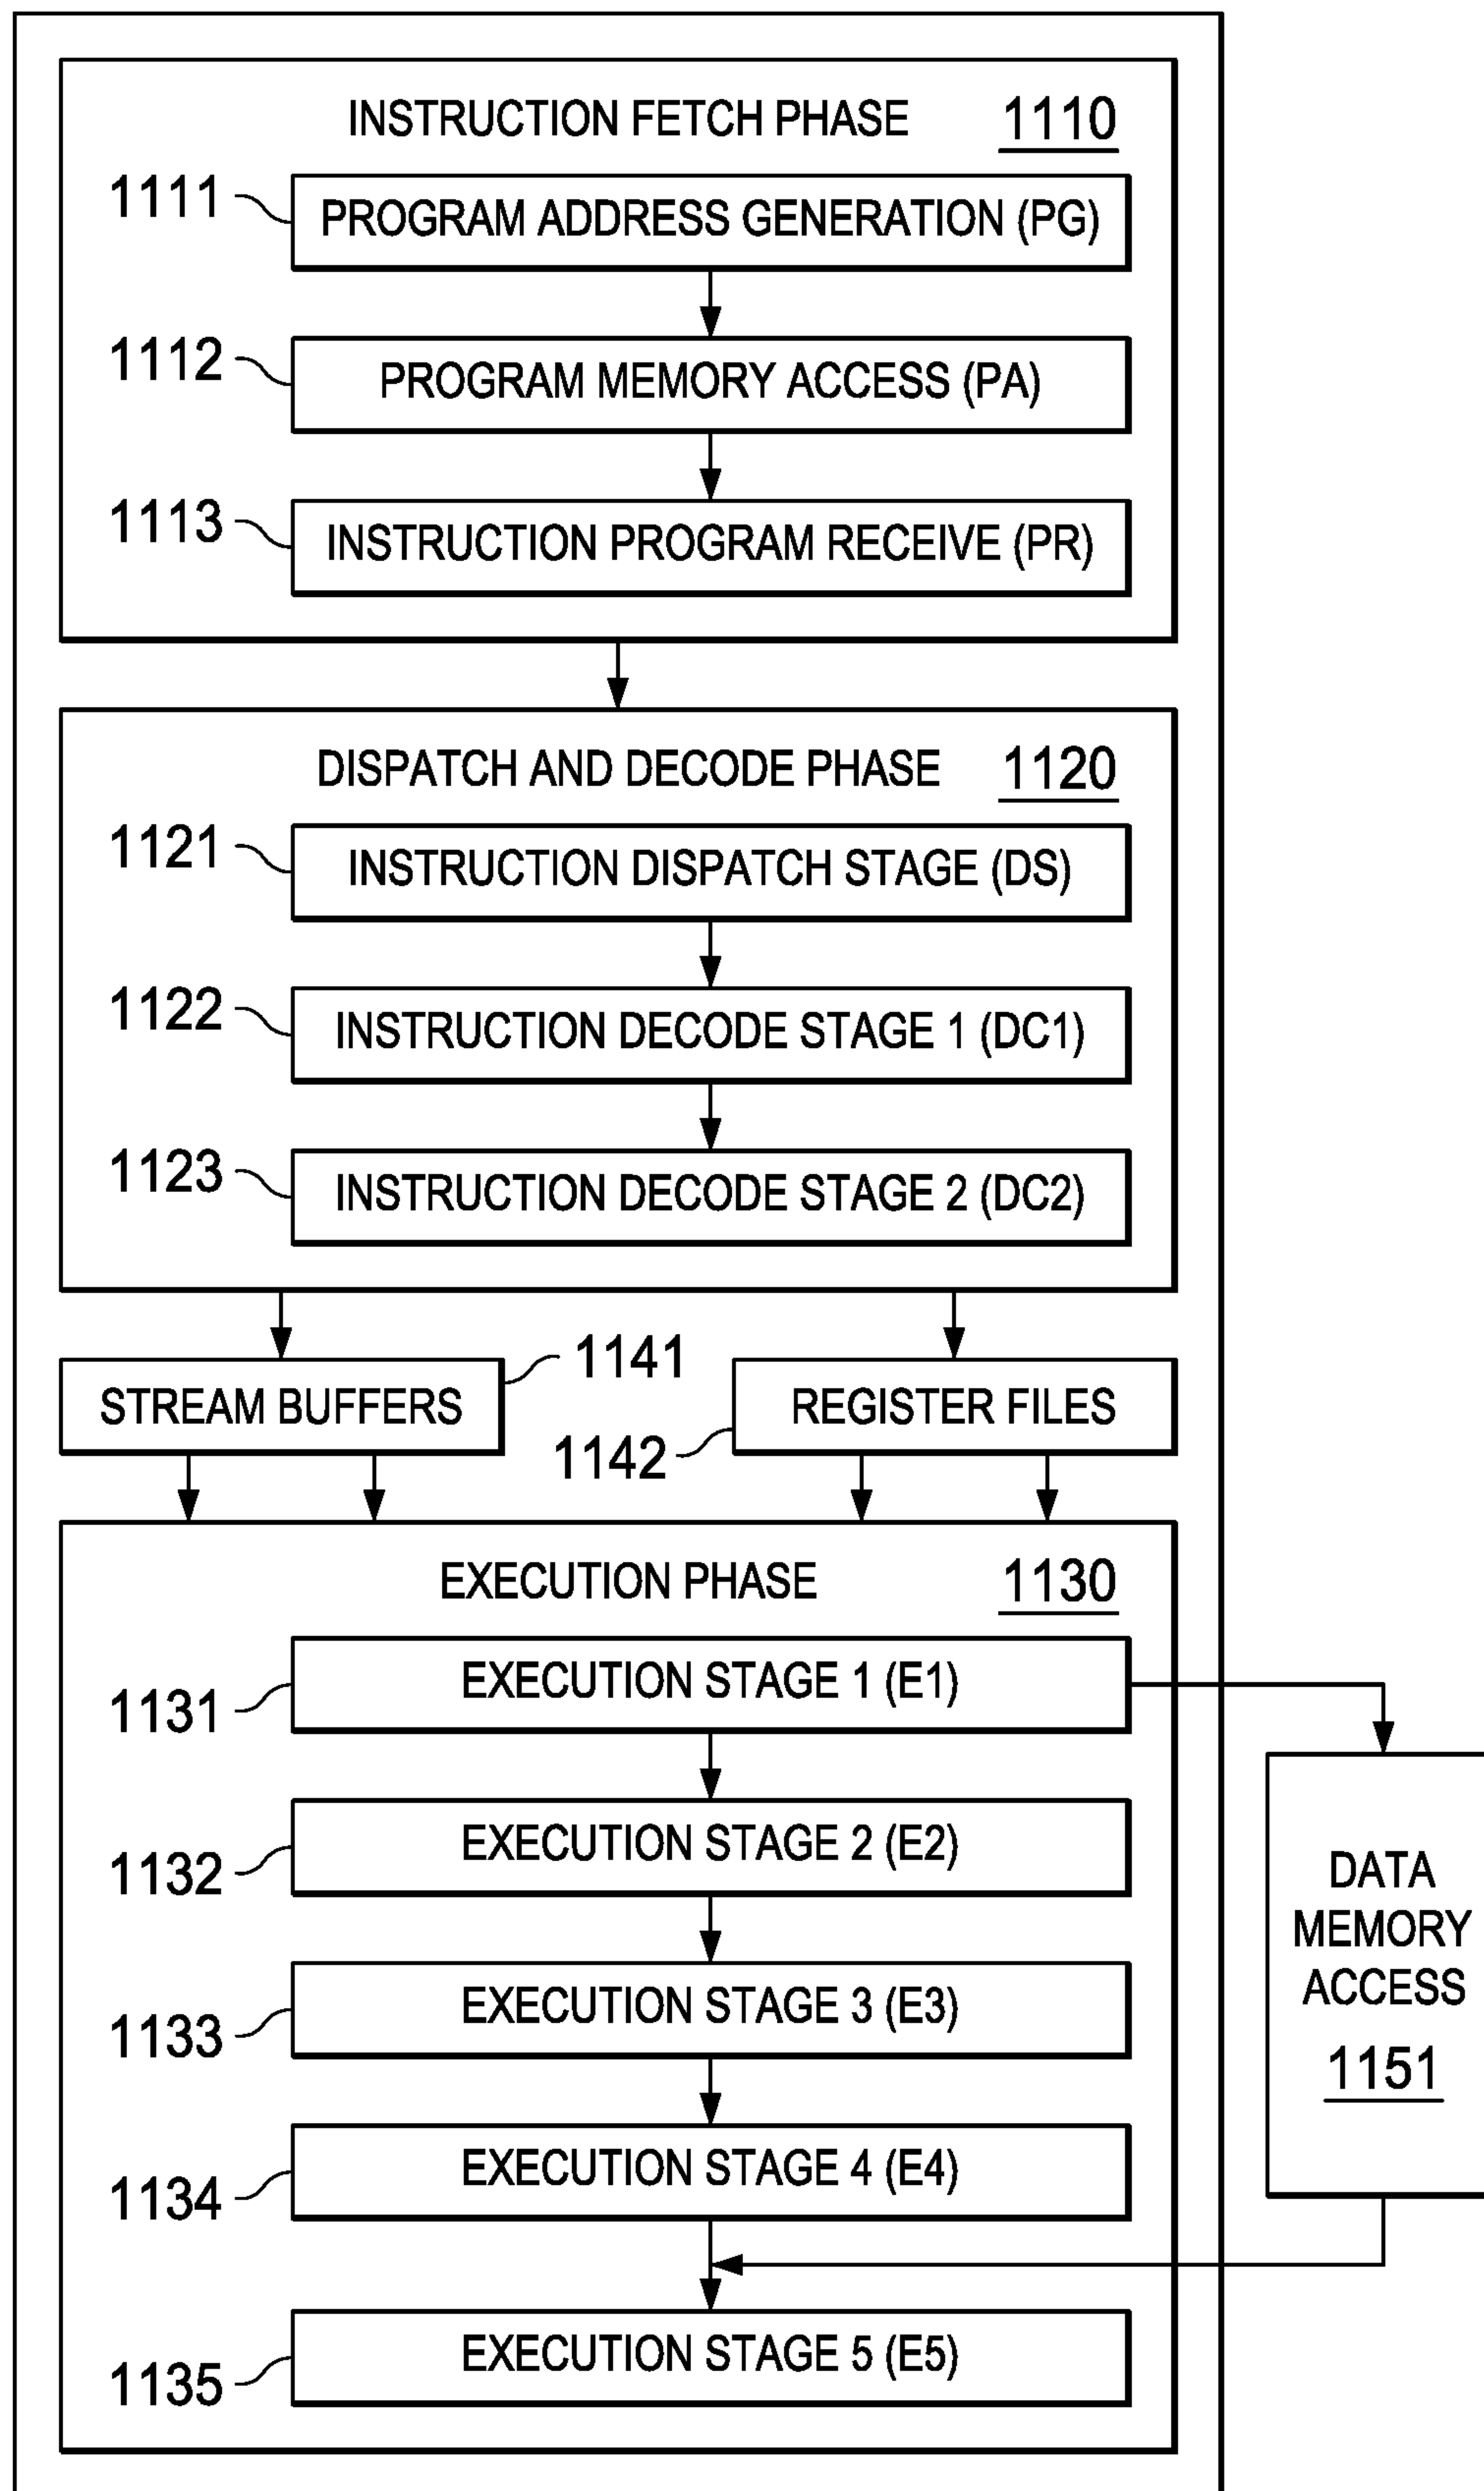 INSTRUCTION FETCH PHASE 1110
1111 PROGRAM ADDRESS GENERATION (PG)
1112 PROGRAM MEMORY ACCESS (PA)
1113 INSTRUCTION PROGRAM RECEIVE (PR)
DISPATCH AND DECODE PHASE 1120
1121 INSTRUCTION DISPATCH STAGE (DS)
1122 INSTRUCTION DECODE STAGE 1 (DC1)
1123 INSTRUCTION DECODE STAGE 2 (DC2)
STREAM BUFFERS 1141
1142 REGISTER FILES
EXECUTION PHASE 1130
1131 EXECUTION STAGE 1 (E1)
1132 EXECUTION STAGE 2 (E2)
1133 EXECUTION STAGE 3 (E3)
1134 EXECUTION STAGE 4 (E4)
1135 EXECUTION STAGE 5 (E5)
DATA
MEMORY
ACCESS
1151